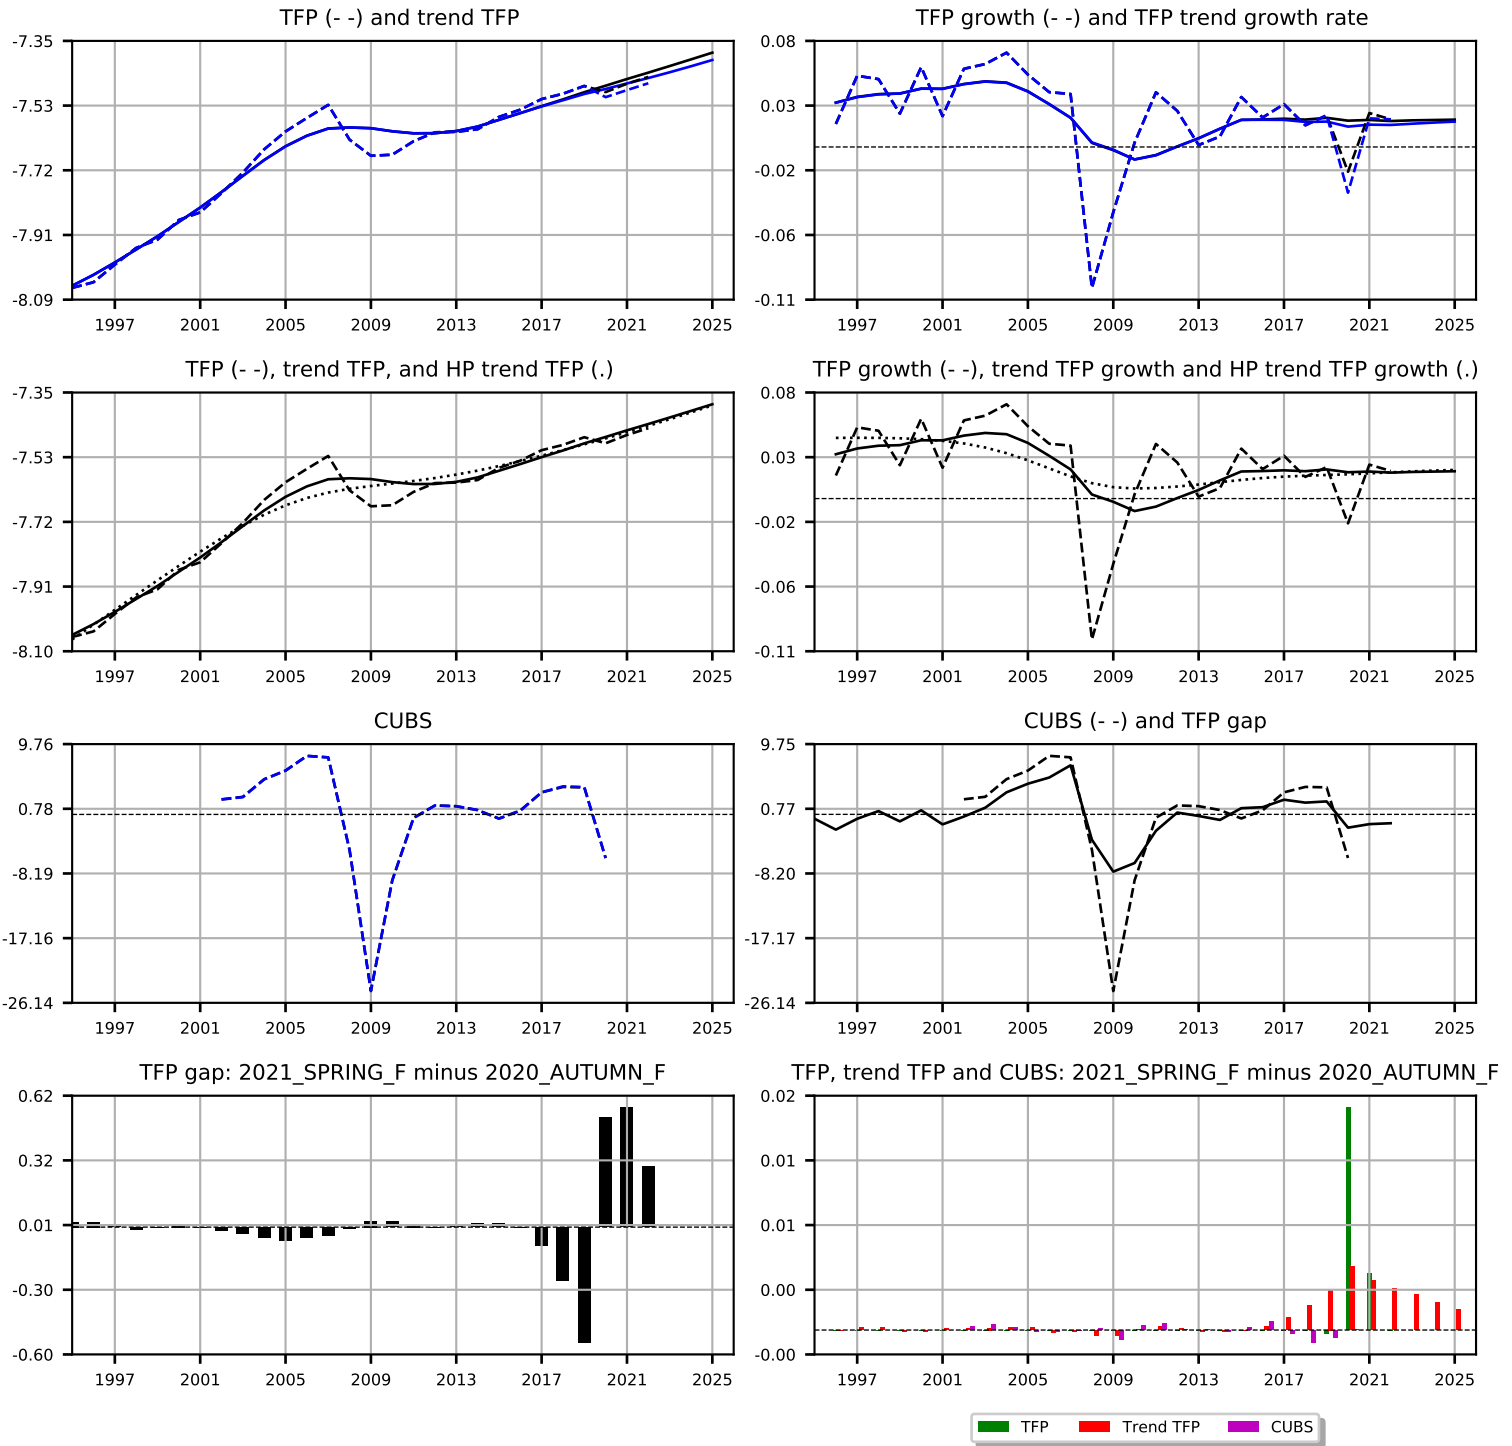 TFP (- -) and trend TFP
TFP growth (- -) and TFP trend growth rate
-7.35
-7.53
-7.72
-7.91
-8.09
1997 2001 2005 2009 2013 2017 2021 2025
0.08
0.03
-0.02
-0.06
-0.11
1997 2001 2005 2009 2013 2017 2021 2025
TFP (- -), trend TFP, and HP trend TFP (.)
TFP growth (- -), trend TFP growth and HP trend TFP growth (.)
-7.35
-7.53
-7.72
-7.91
-8.10
1997 2001 2005 2009 2013 2017 2021 2025
0.08
0.03
-0.02
-0.06
-0.11
1997 2001 2005 2009 2013 2017 2021 2025
CUBS
CUBS (- -) and TFP gap
9.76
0.78
-8.19
-17.16
-26.14
1997 2001 2005 2009 2013 2017 2021 2025
9.75
0.77
-8.20
-17.17
-26.14
1997 2001 2005 2009 2013 2017 2021 2025
TFP gap: 2021_SPRING_F minus 2020_AUTUMN_F
TFP, trend TFP and CUBS: 2021_SPRING_F minus 2020_AUTUMN_F
0.62
0.32
0.01
-0.30
-0.60
1997 2001 2005 2009 2013 2017 2021 2025
0.02
0.01
0.01
0.00
-0.00
1997 2001 2005 2009 2013 2017 2021 2025
TFP Trend TFP CUBS